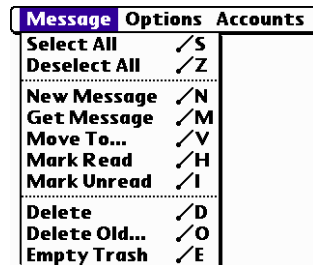 Message Options Accounts
Select All /S
Deselect All /Z
New Message /N
Get Message /M
Move To... /V
Mark Read /H
Mark Unread /I
Delete /D
Delete Old... /O
Empty Trash /E